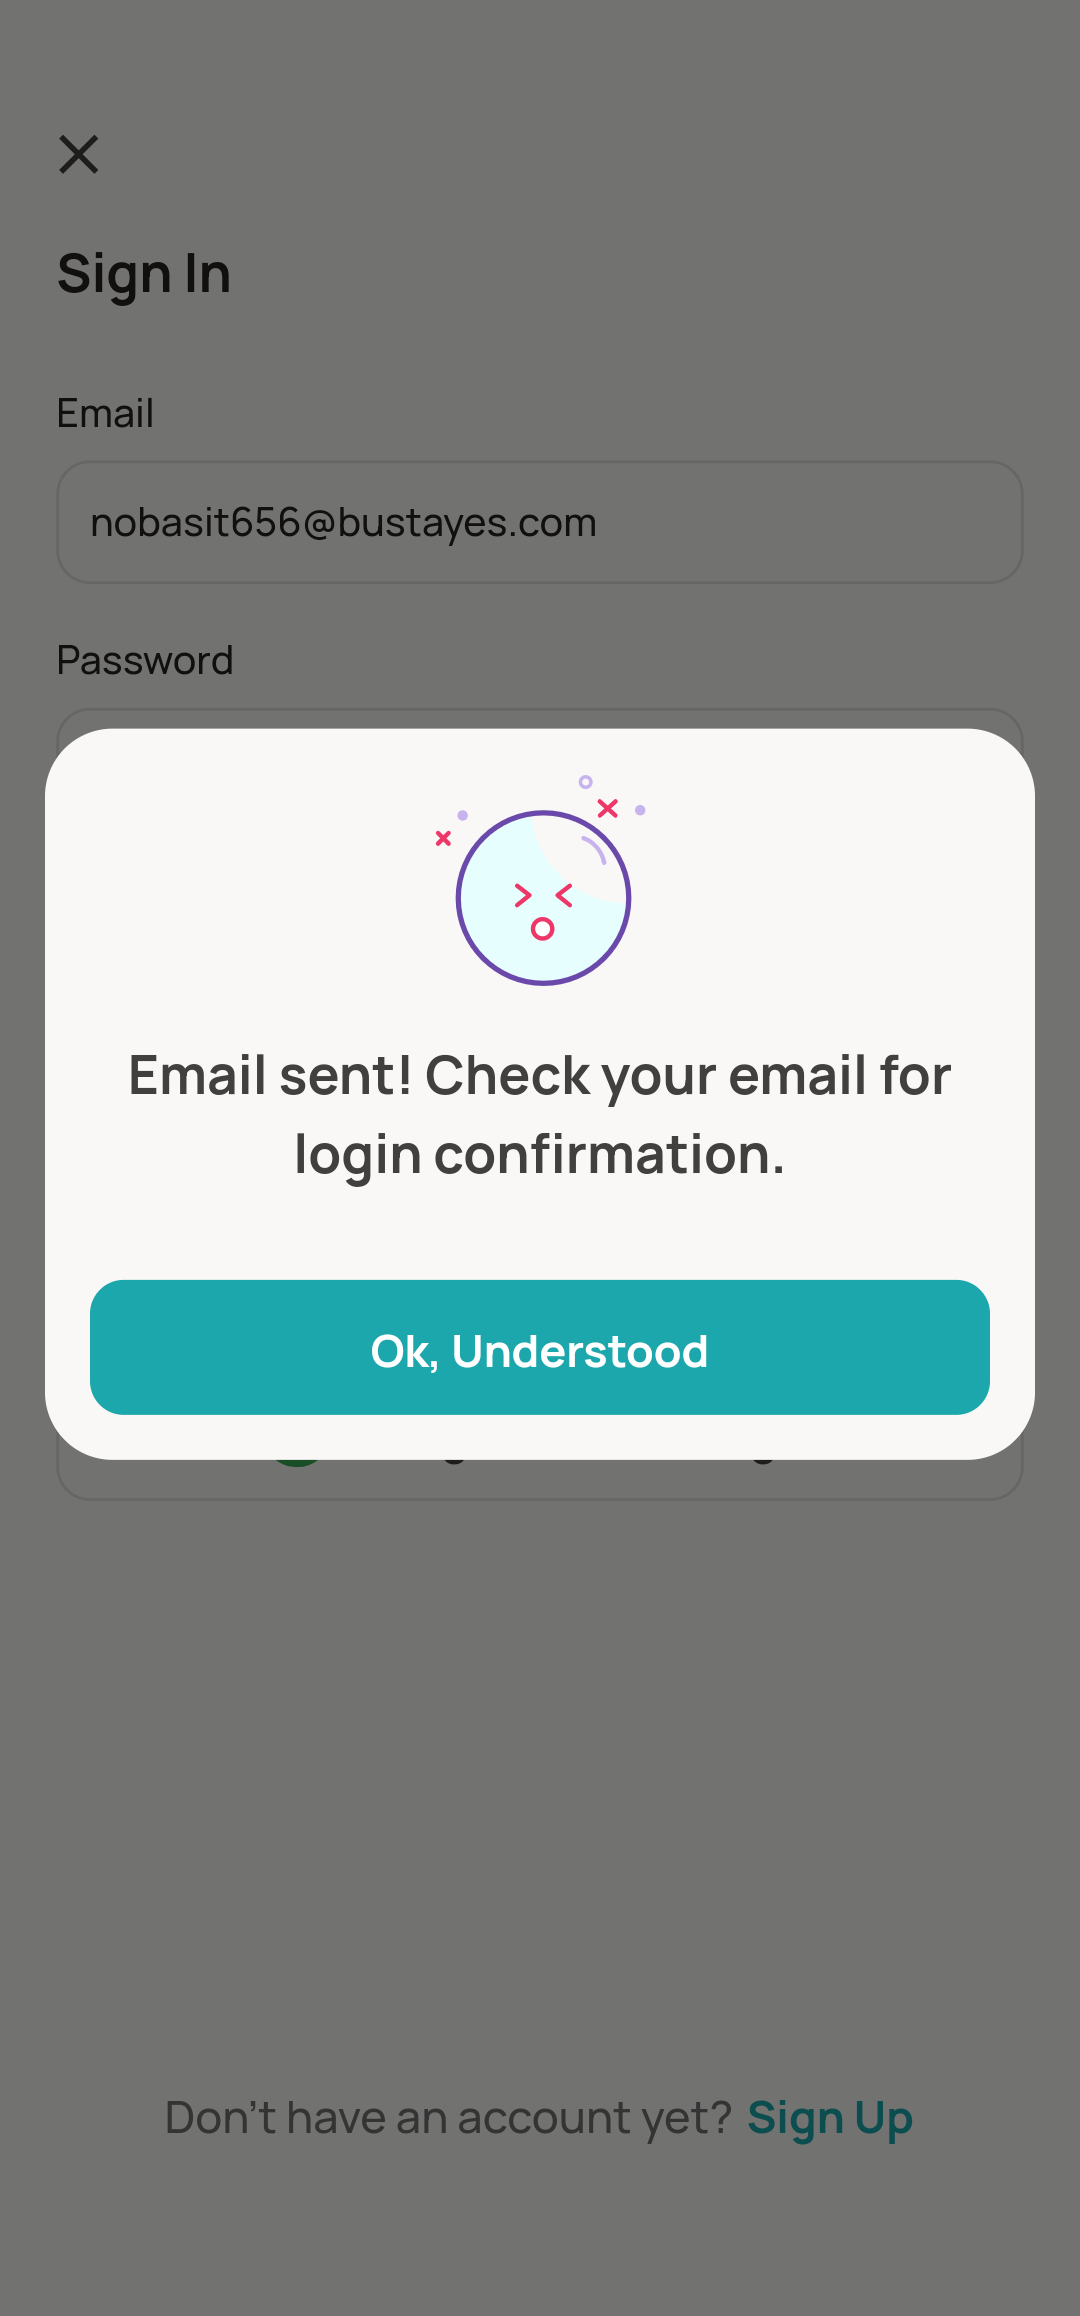 Sign In
Email
nobasit656@bustayes.com
Password
Email sent! Check your email for
login confirmation.
Ok, Understood
Don't have an account yet? Sign Up